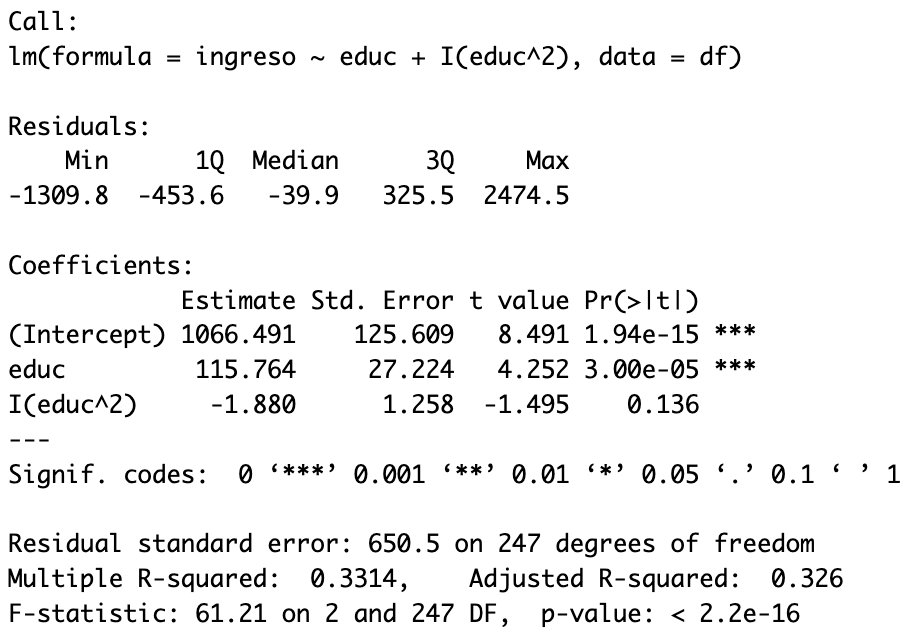 Call:
lm(formula = ingreso ~ educ + I(educ^2), data = df)

Residuals:
    Min      1Q  Median      3Q     Max
-1309.8  -453.6   -39.9   325.5  2474.5

Coefficients:
            Estimate Std. Error t value Pr(>|t|)
(Intercept) 1066.491    125.609   8.491 1.94e-15 ***
educ         115.764     27.224   4.252 3.00e-05 ***
I(educ^2)     -1.880      1.258  -1.495    0.136
---
Signif. codes:  0 ‘***’ 0.001 ‘**’ 0.01 ‘*’ 0.05 ‘.’ 0.1 ‘ ’ 1

Residual standard error: 650.5 on 247 degrees of freedom
Multiple R-squared:  0.3314,    Adjusted R-squared:  0.326
F-statistic: 61.21 on 2 and 247 DF,  p-value: < 2.2e-16